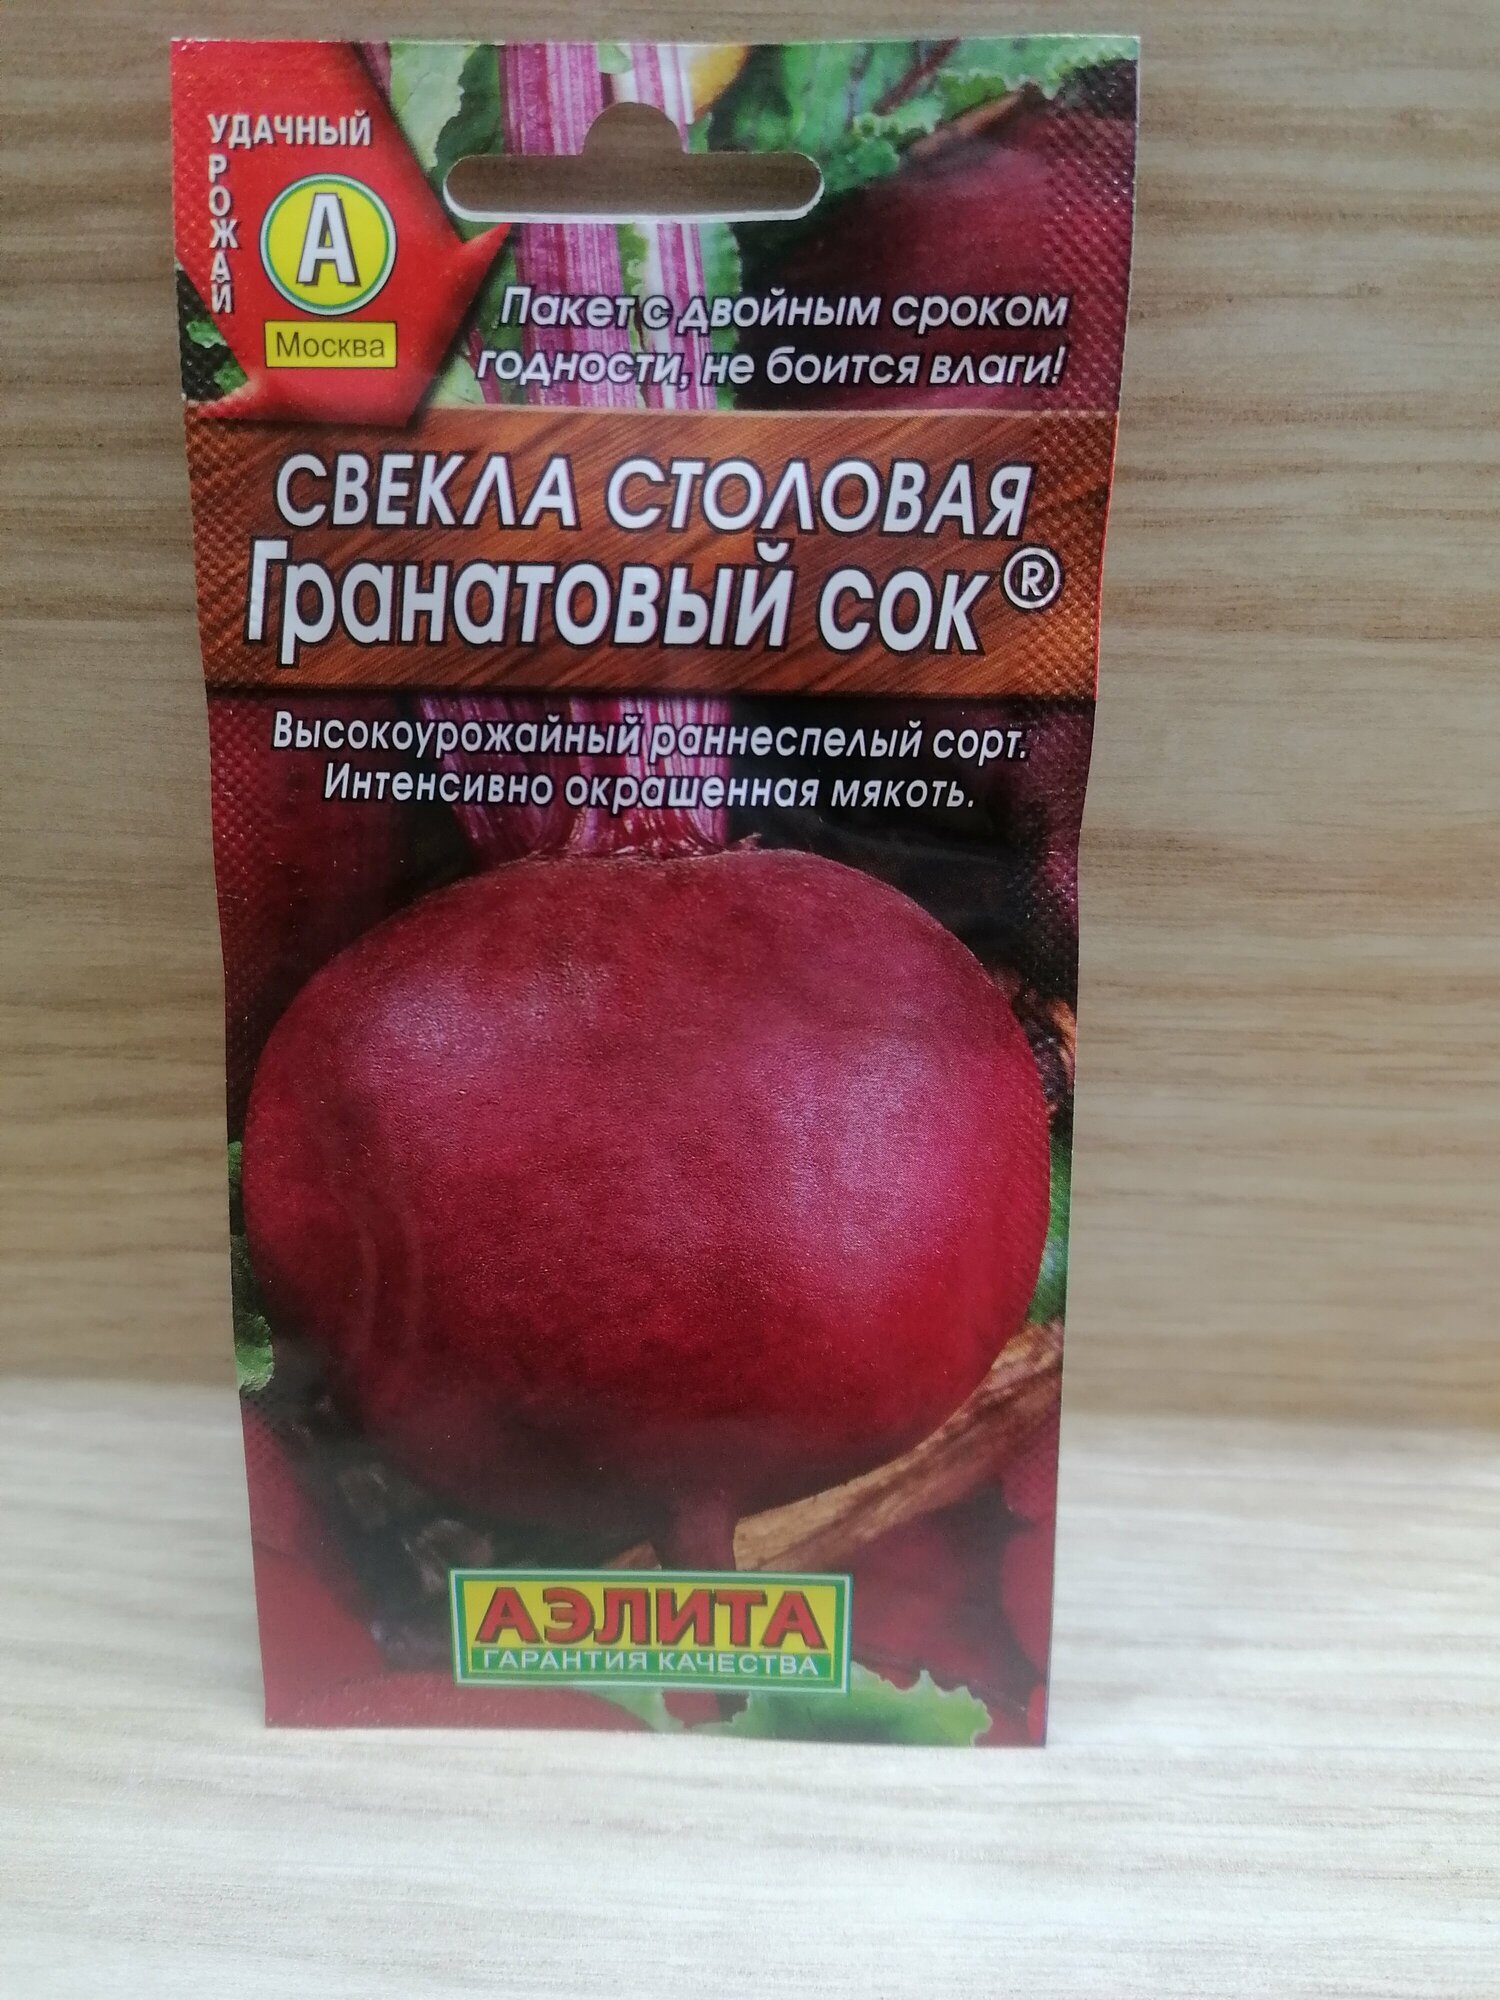 УДАЧНЫЙ
УРОЖАЙ
А
Москва
Пакет с двойным сроком
годности, не боится влаги!
СВЕКЛА СТОЛОВАЯ
Гранатовый сок ®
Высокоурожайный раннеспелый сорт.
Интенсивно окрашенная мякоть.
АЭЛИТА
ГАРАНТИЯ КАЧЕСТВА